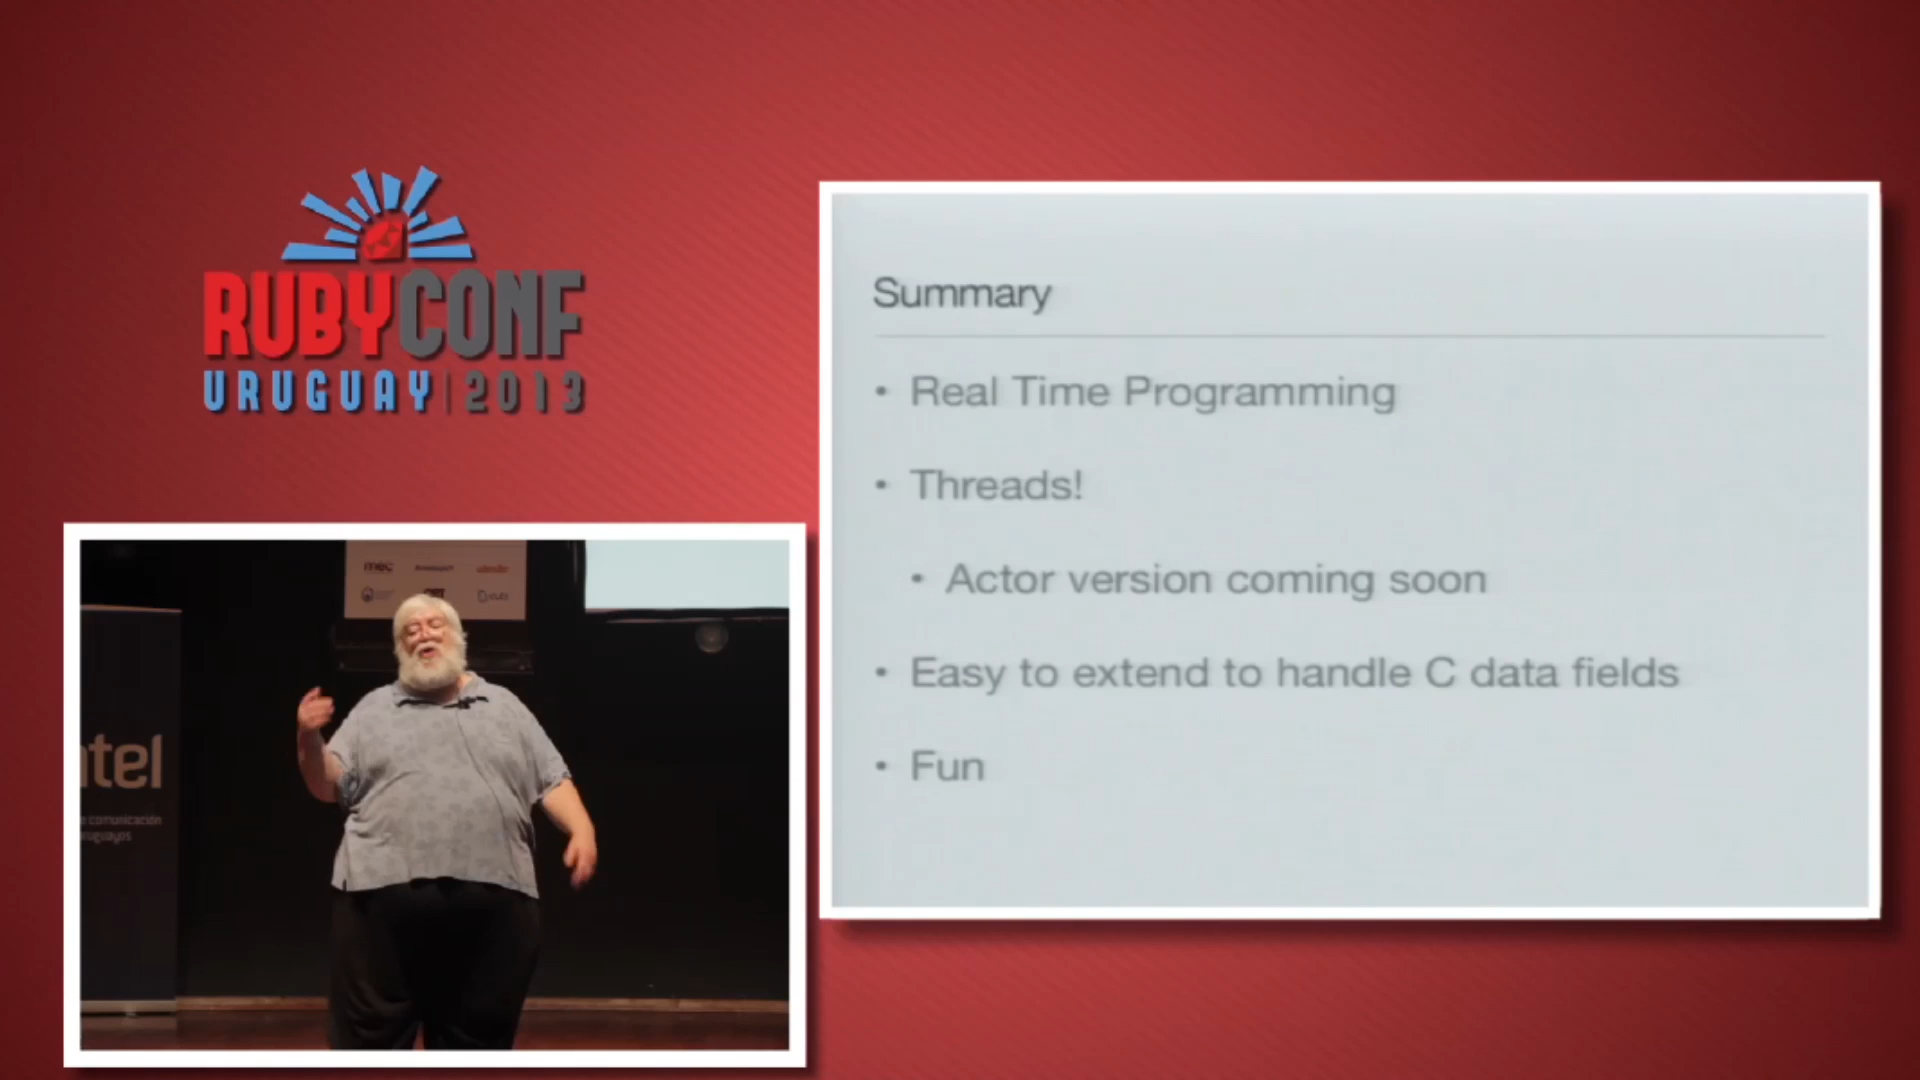 RUBYCONF
URUGUAY | 2013
Summary
• Real Time Programming
• Threads!
• Actor version coming soon
• Easy to extend to handle C data fields
• Fun
mec
ntel
comunicación